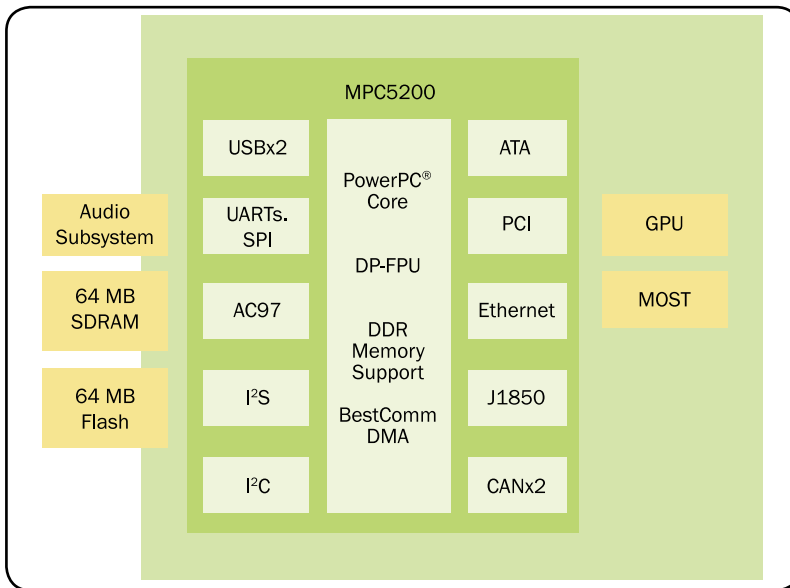 MPC5200
USBx2
UARTs.
SPI
AC97
I²S
I²C
PowerPC®
Core
DP-FPU
DDR
Memory
Support
BestComm
DMA
ATA
PCI
Ethernet
J1850
CANx2
Audio
Subsystem
64 MB
SDRAM
64 MB
Flash
GPU
MOST